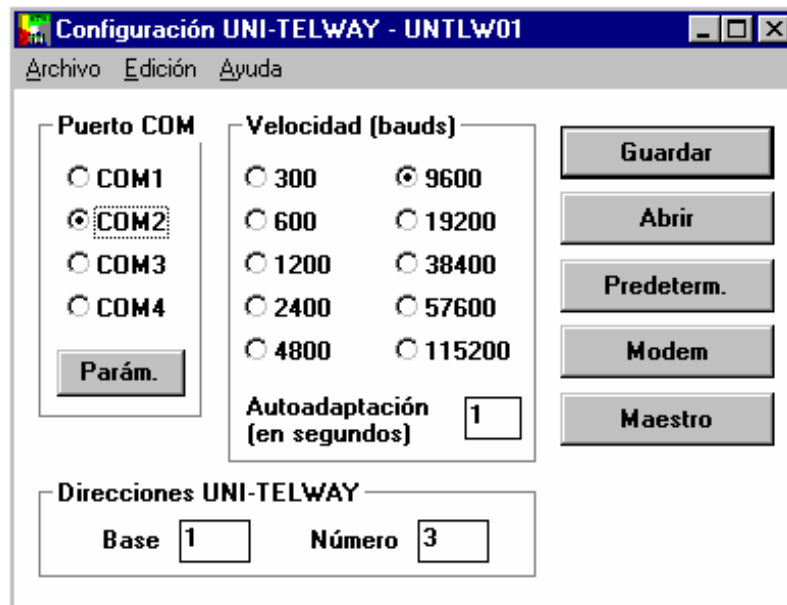 Configuración UNI-TELWAY - UNTLW01
Archivo Edición Ayuda
Puerto COM
COM1
COM2
COM3
COM4
Parám.
Velocidad (bauds)
300
600
1200
2400
4800
9600
19200
38400
57600
115200
Autoadaptación
(en segundos)
1
Guardar
Abrir
Predeterm.
Modem
Maestro
Direcciones UNI-TELWAY
Base 1 Número 3